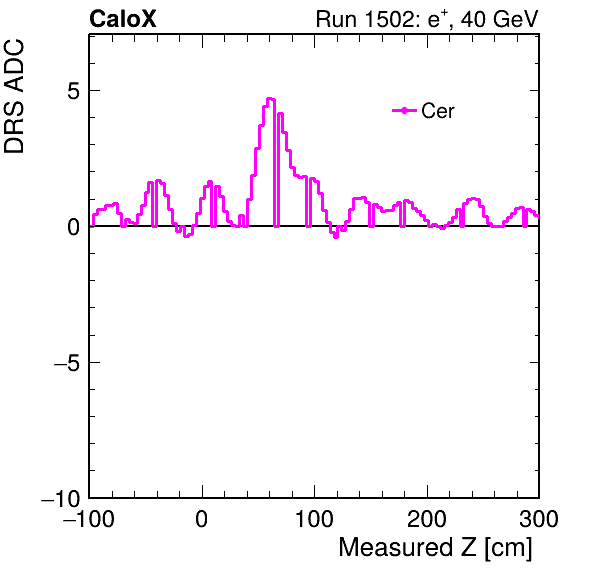 CaloX
Run 1502: e+, 40 GeV
DRS ADC
Cer
5
0
−5
−10
−100 0 100 200 300
Measured Z [cm]